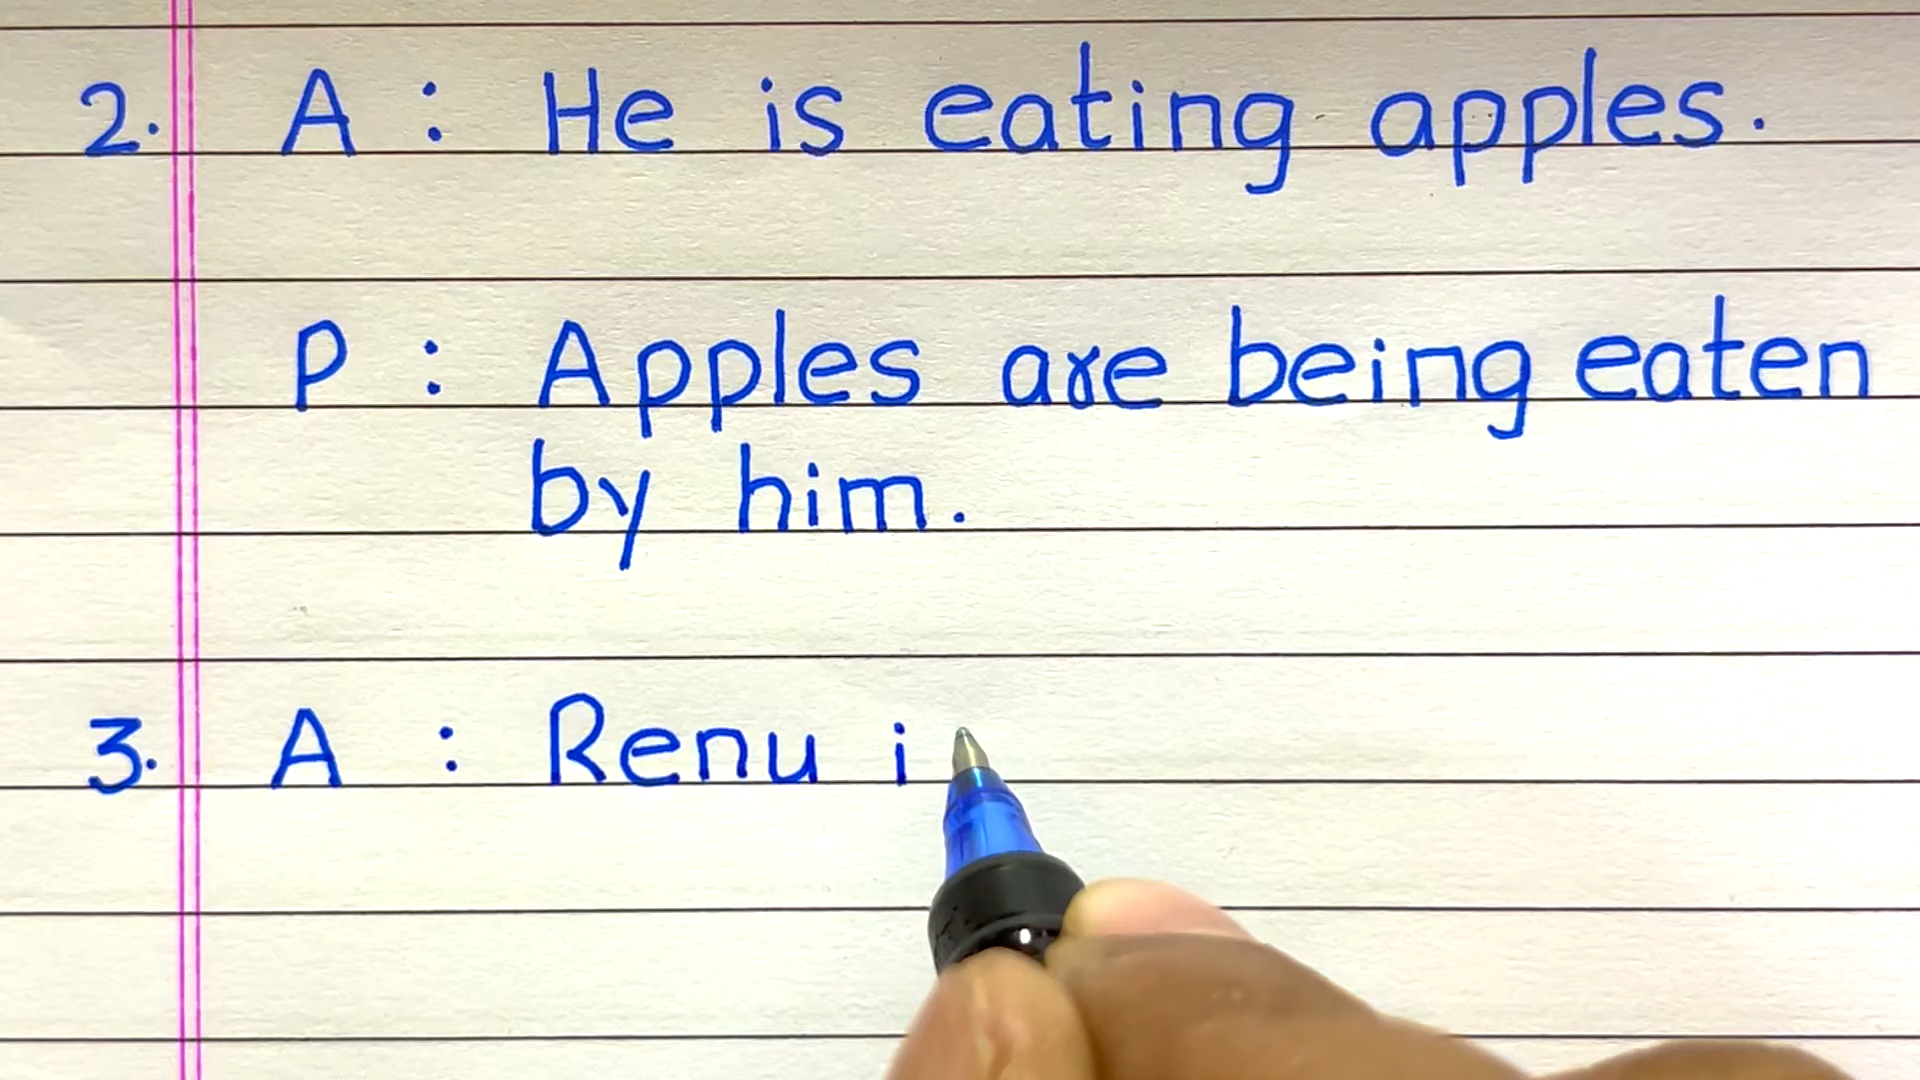 2. A : He is eating apples.
P : Apples are being eaten
by him.
3. A : Renu i